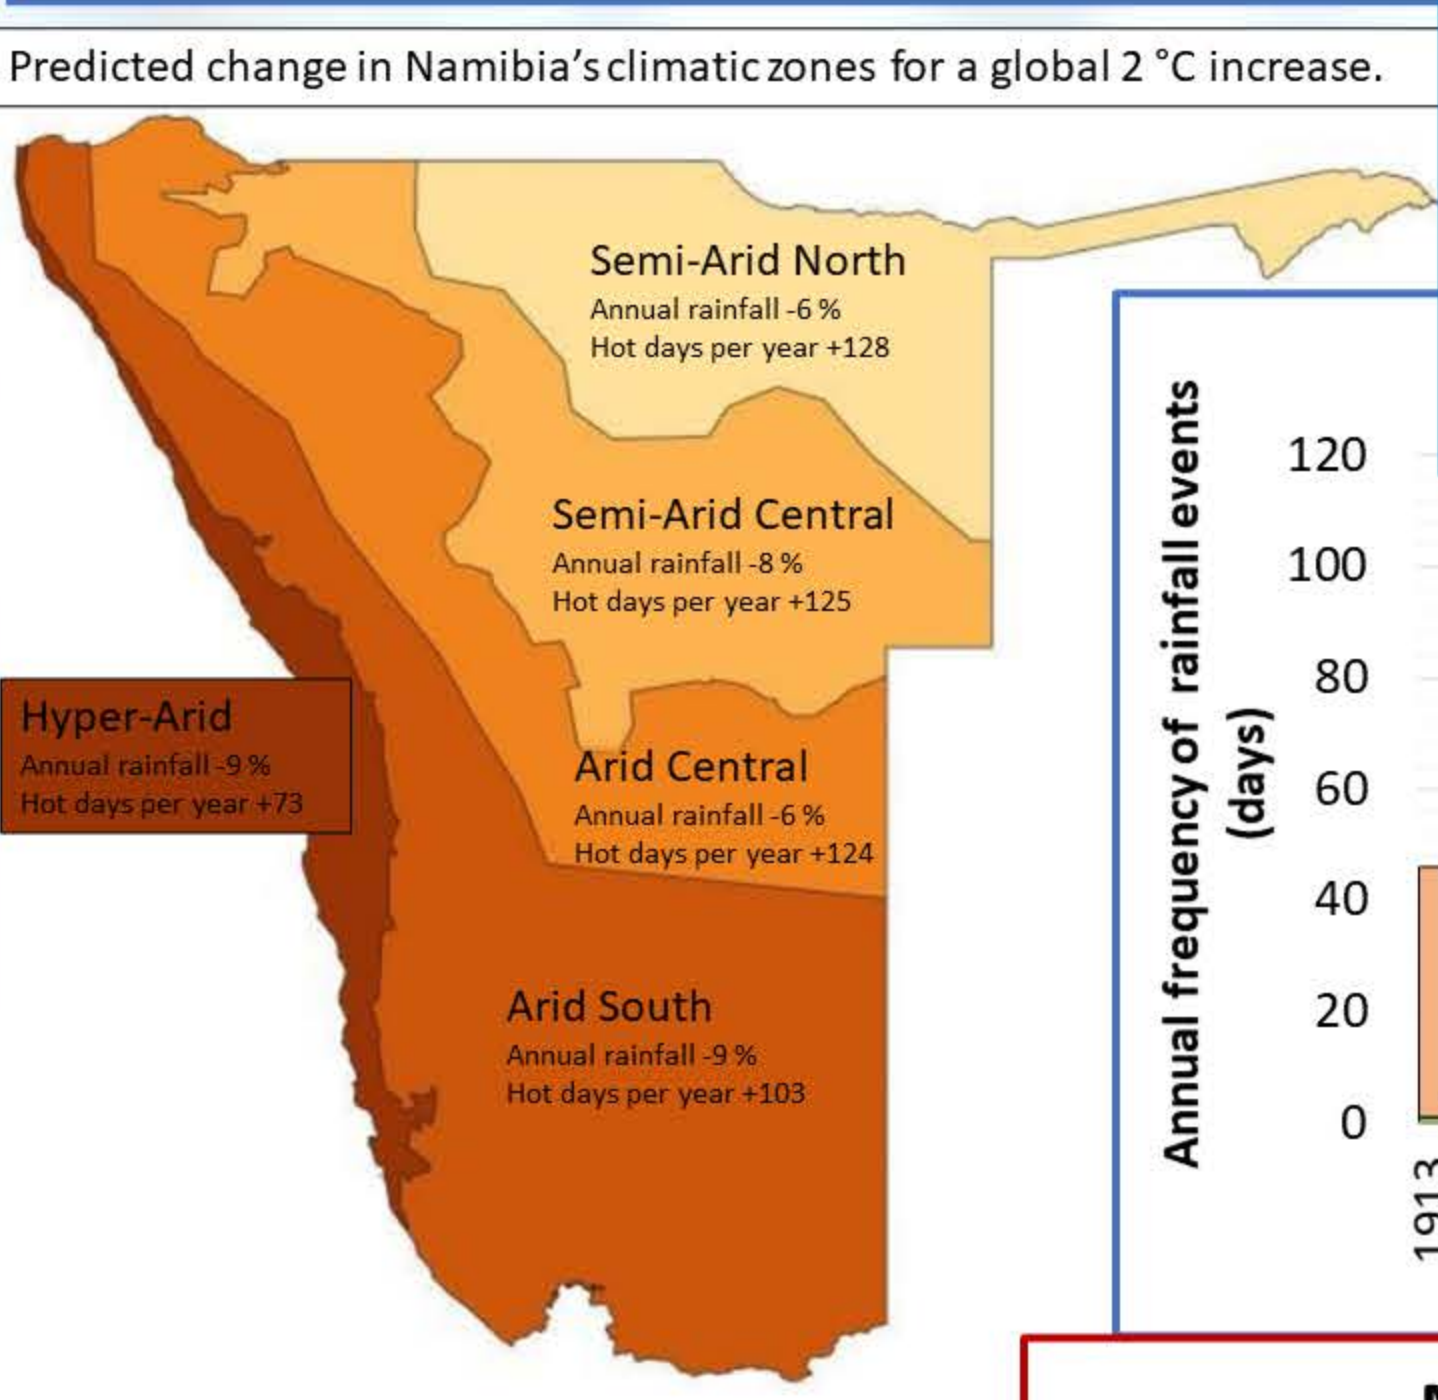 Predicted change in Namibia's climatic zones for a global 2 °C increase.
Semi-Arid North
Annual rainfall -6 %
Hot days per year +128
Semi-Arid Central
Annual rainfall -8 %
Hot days per year +125
Hyper-Arid
Annual rainfall -9 %
Hot days per year +73
Arid Central
Annual rainfall -6 %
Hot days per year +124
Arid South
Annual rainfall -9 %
Hot days per year +103
Annual frequency of rainfall events
(days)
120
100
80
60
40
20
0
1913